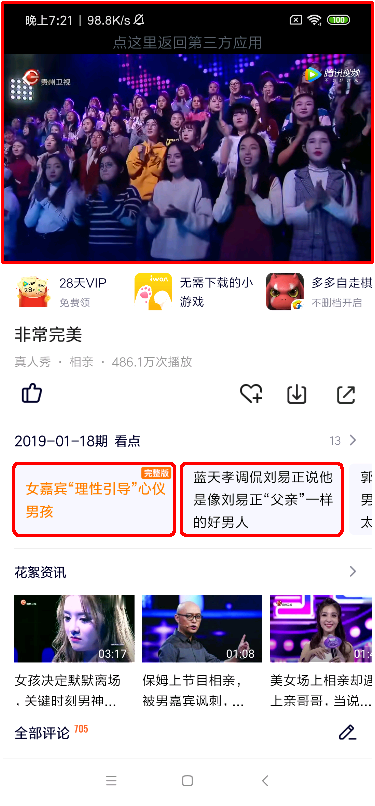 晚上7:21 | 98.8K/s
100
点这里返回第三方应用
贵州卫视
腾讯视频
28天VIP
免费领
iwan
无需下载的小
游戏
多多自走棋
不删档开启
非常完美
真人秀 · 相亲 · 486.1万次播放
2019-01-18期 看点
13
完整版
女嘉宾“理性引导”心仪
男孩
蓝天孝调侃刘易正说他
是像刘易正“父亲”一样
的好男人
郭
男
太
花絮资讯
03:17
01:08
女孩决定默默离场
，关键时刻男神...
保姆上节目相亲，
被男嘉宾讽刺，...
美女场上相亲却遇
上亲哥哥，当说...
全部评论 705